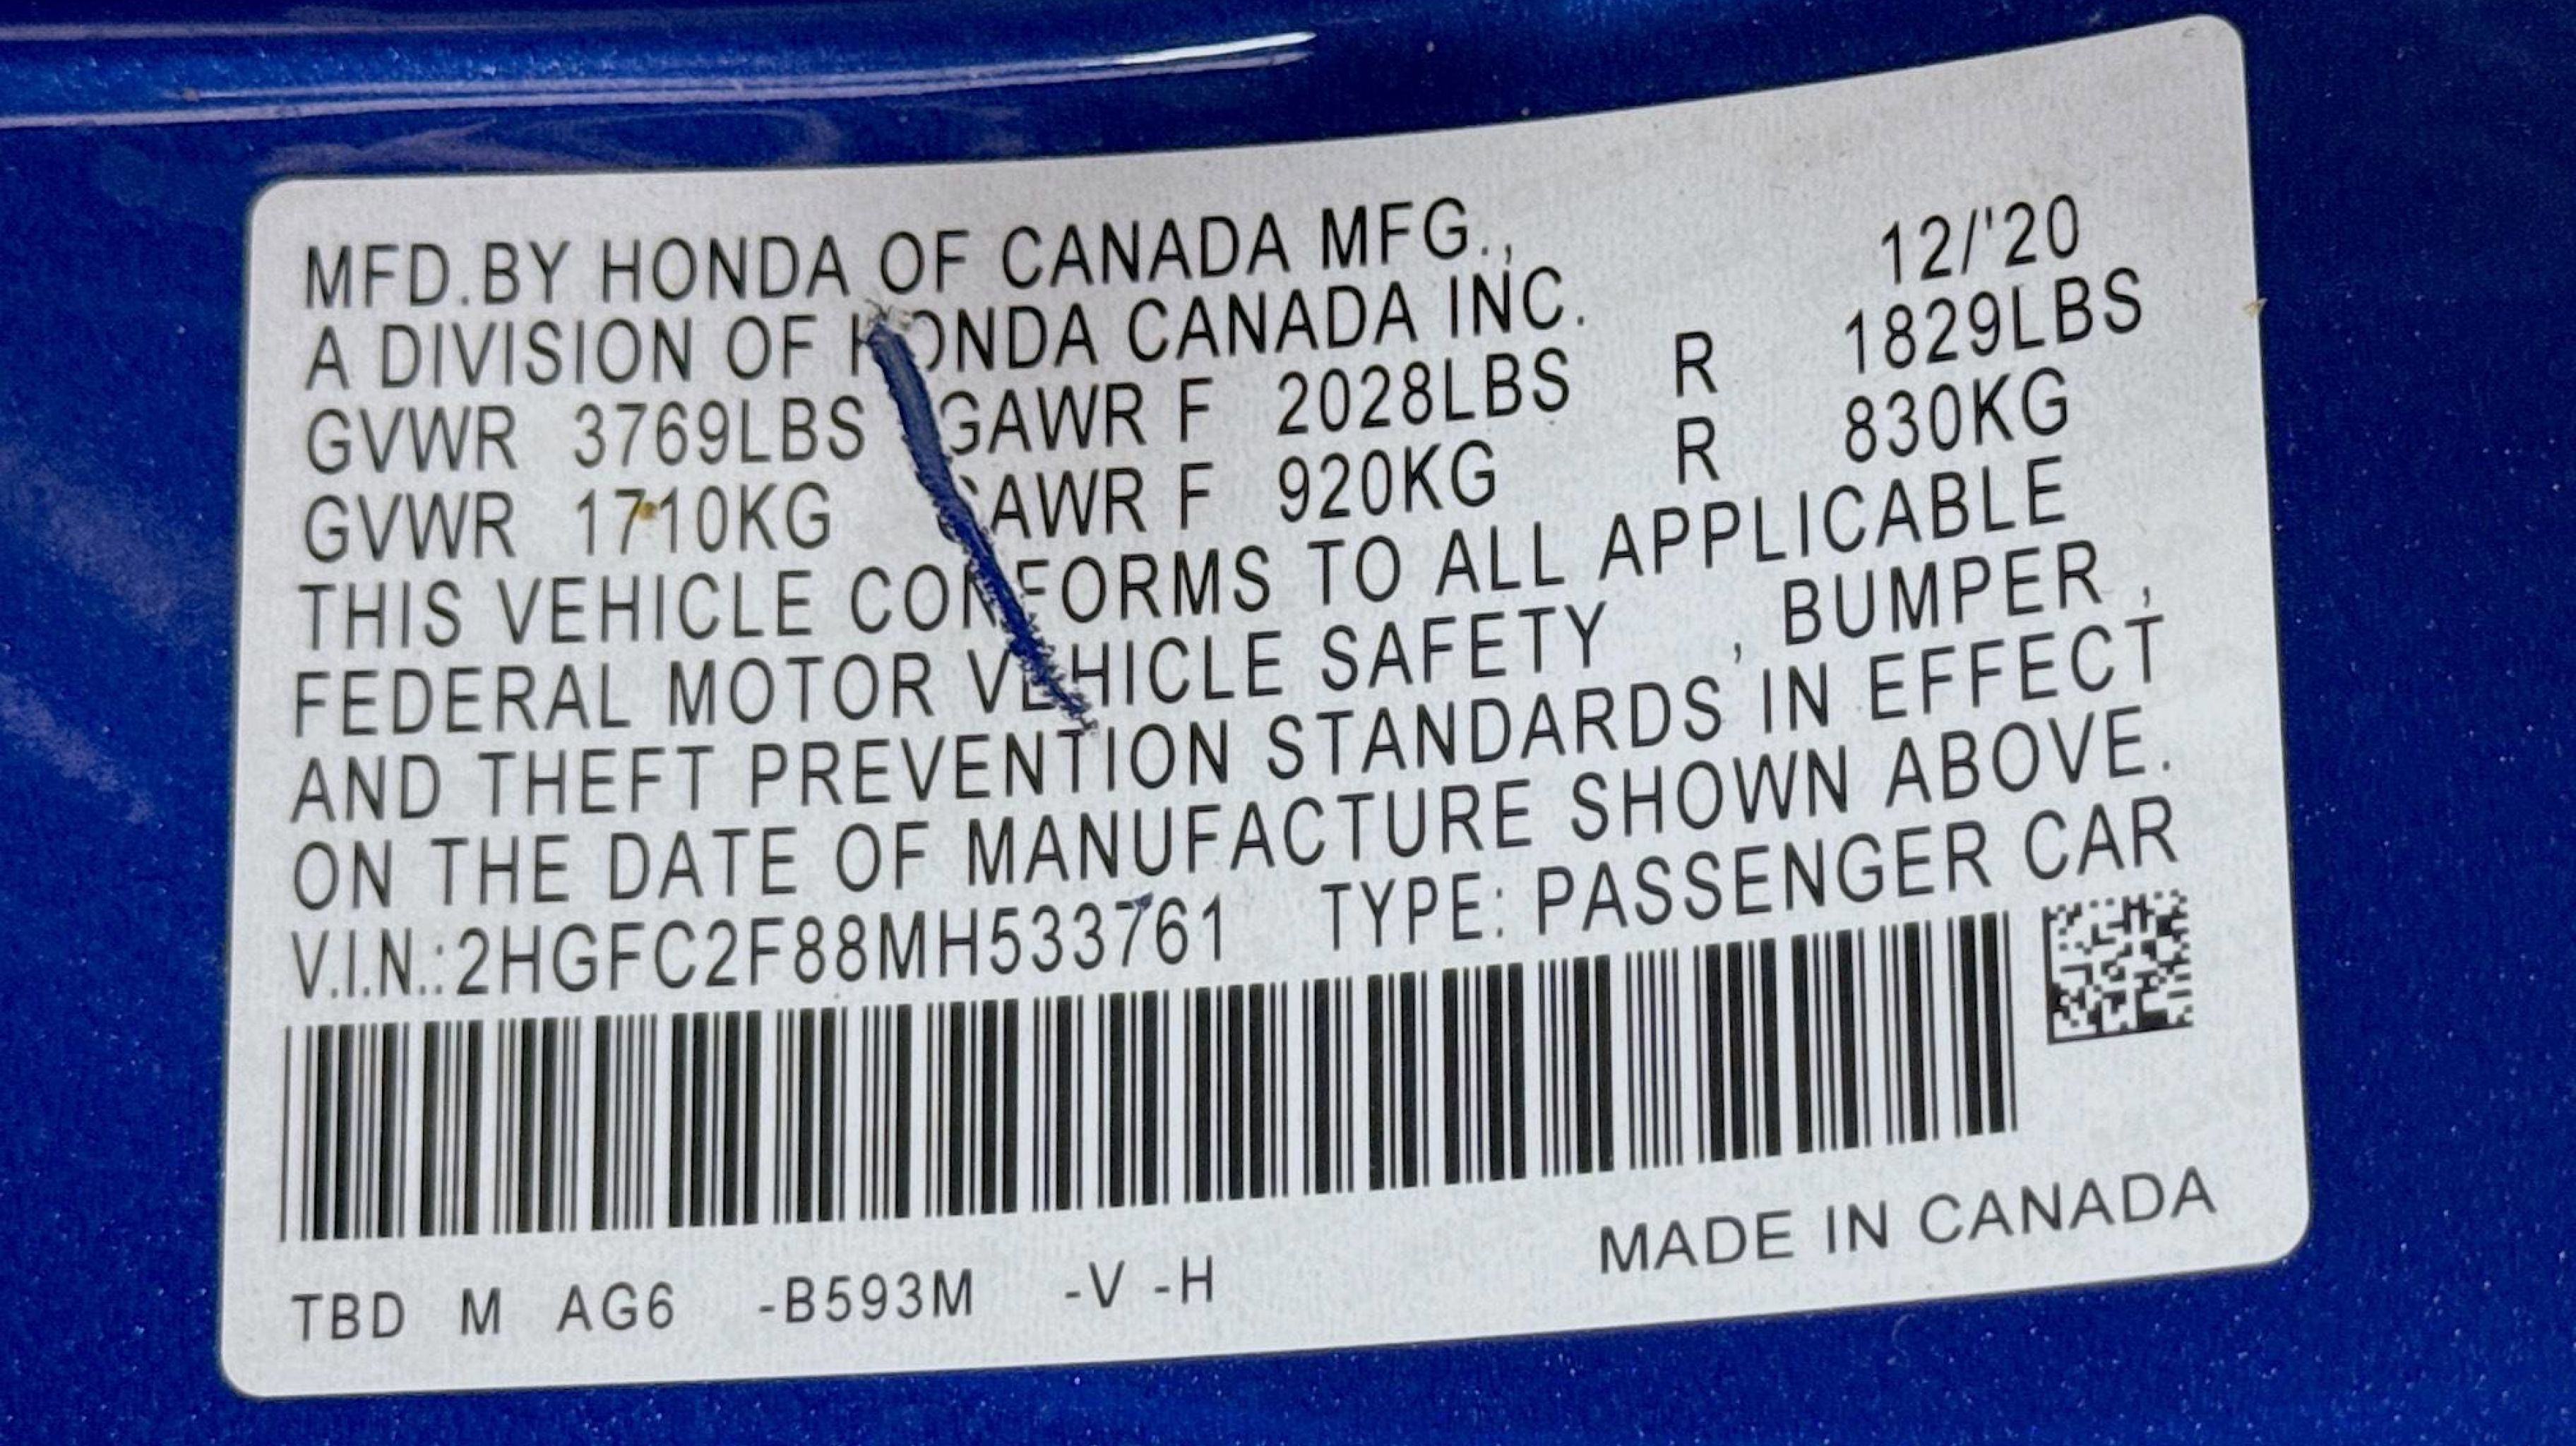 MFD.BY HONDA OF CANADA MFG., 12/'20
A DIVISION OF HONDA CANADA INC.
GVWR 3769LBS GAWR F 2028LBS R 1829LBS
GVWR 1710KG GAWR F 920KG R 830KG
THIS VEHICLE CONFORMS TO ALL APPLICABLE
FEDERAL MOTOR VEHICLE SAFETY , BUMPER ,
AND THEFT PREVENTION STANDARDS IN EFFECT
ON THE DATE OF MANUFACTURE SHOWN ABOVE.
V.I.N.:2HGFC2F88MH533761 TYPE: PASSENGER CAR
TBD M AG6 -B593M -V -H MADE IN CANADA